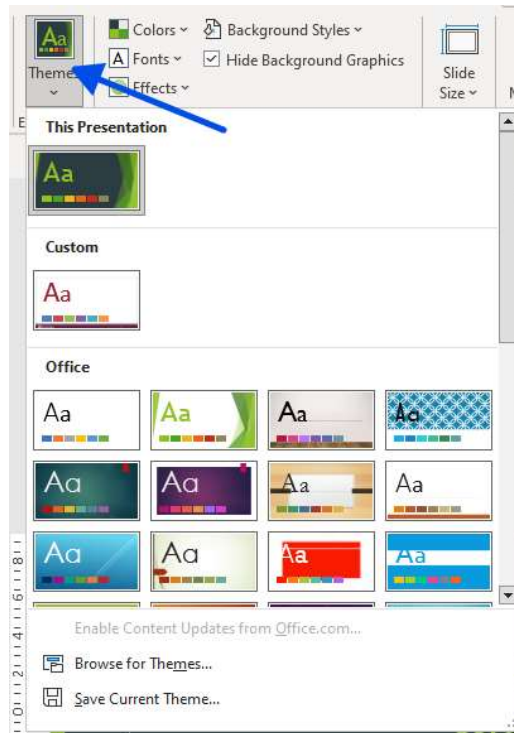 Colors
Background Styles
Fonts
Hide Background Graphics
Effects
Slide
Size
This Presentation
Aa
Custom
Aa
Office
Aa Aa Aa Aa
Aa Aa Aa Aa
Aa Aa Aa Aa
Enable Content Updates from Office.com...
Browse for Themes...
Save Current Theme...